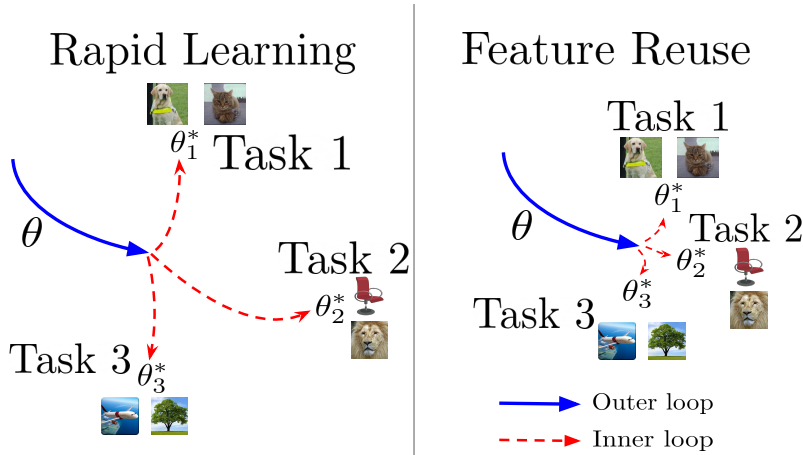 Rapid Learning
θ₁*
Task 1
θ
Task 2
θ₂*
Task 3
θ₃*
Feature Reuse
Task 1
θ₁*
θ
Task 2
θ₂*
θ₃*
Task 3
Outer loop
Inner loop